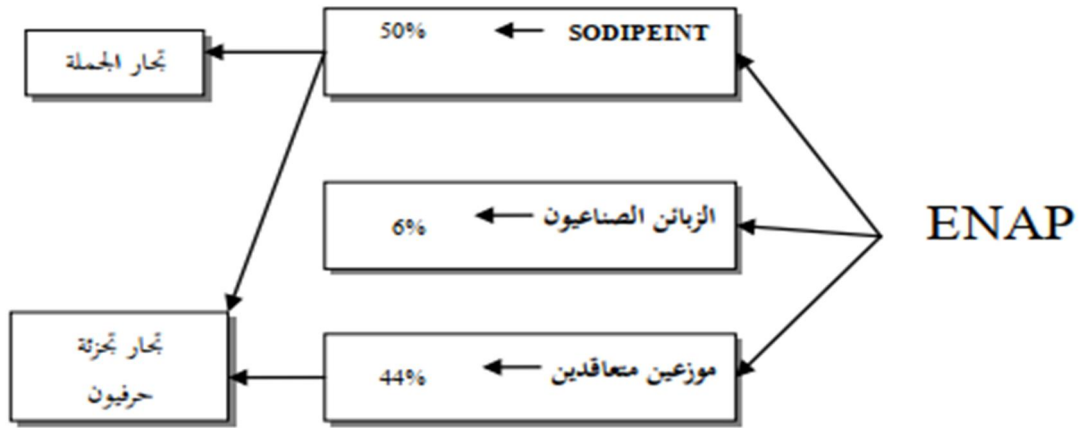 ENAP
SODIPEINT
50%
تجار الجملة
الزبائن الصناعيون
6%
موزعين متعاقدين
44%
تجار تجزئة
حرفيون